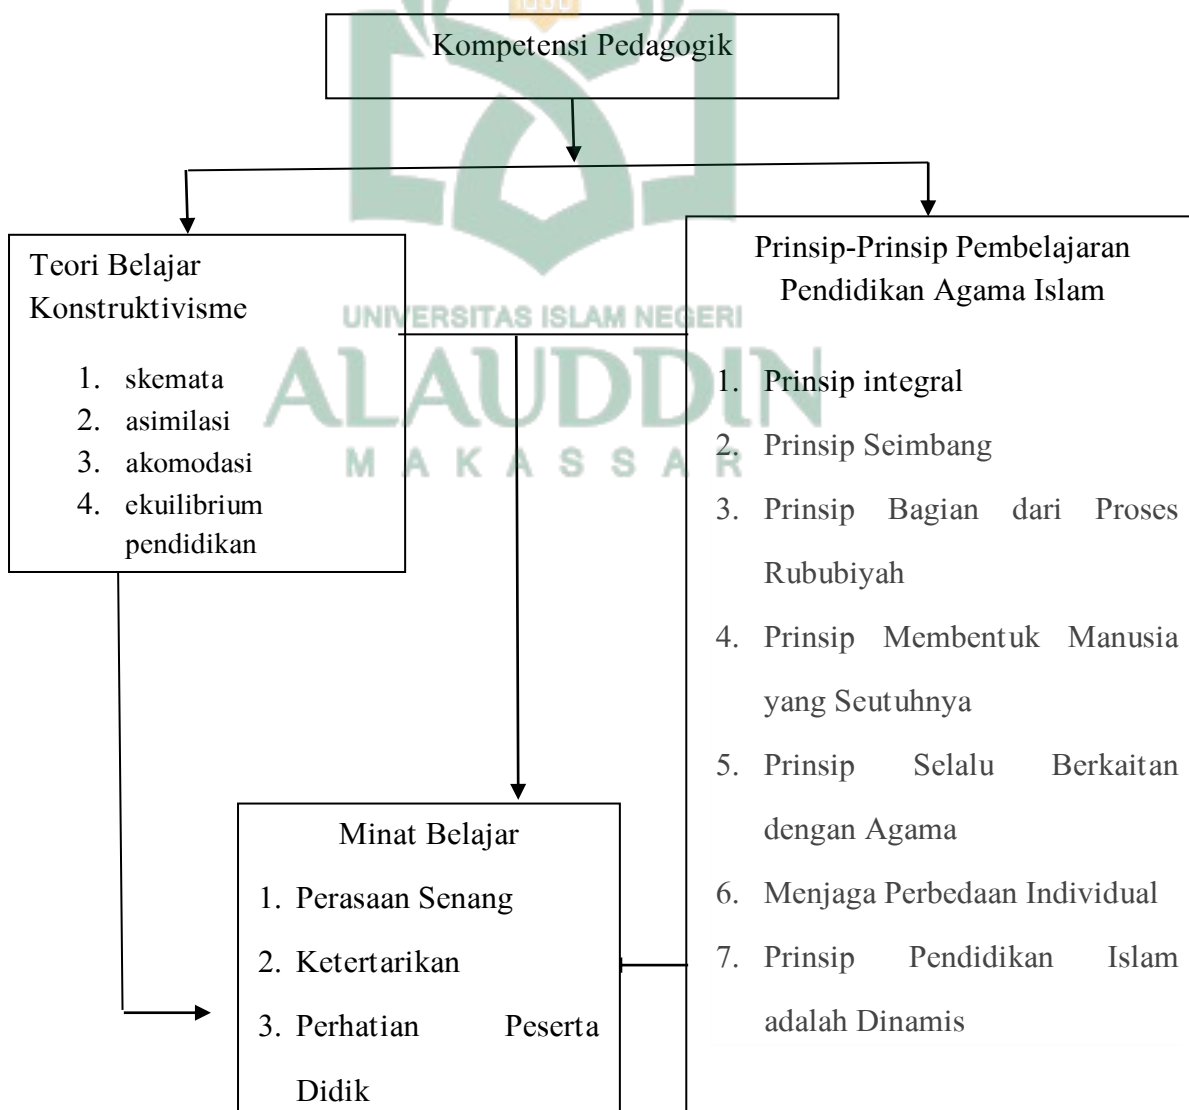 Kompetensi Pedagogik
Teori Belajar
Konstruktivisme
1. skemata
2. asimilasi
3. akomodasi
4. ekuilibrium
pendidikan
Prinsip-Prinsip Pembelajaran
Pendidikan Agama Islam
1. Prinsip integral
2. Prinsip Seimbang
3. Prinsip Bagian dari Proses
Rububiyah
4. Prinsip Membentuk Manusia
yang Seutuhnya
5. Prinsip Selalu Berkaitan
dengan Agama
6. Menjaga Perbedaan Individual
7. Prinsip Pendidikan Islam
adalah Dinamis
UNIVERSITAS ISLAM NEGERI
ALAUDDIN
MAKASSAR
Minat Belajar
1. Perasaan Senang
2. Ketertarikan
3. Perhatian Peserta
Didik